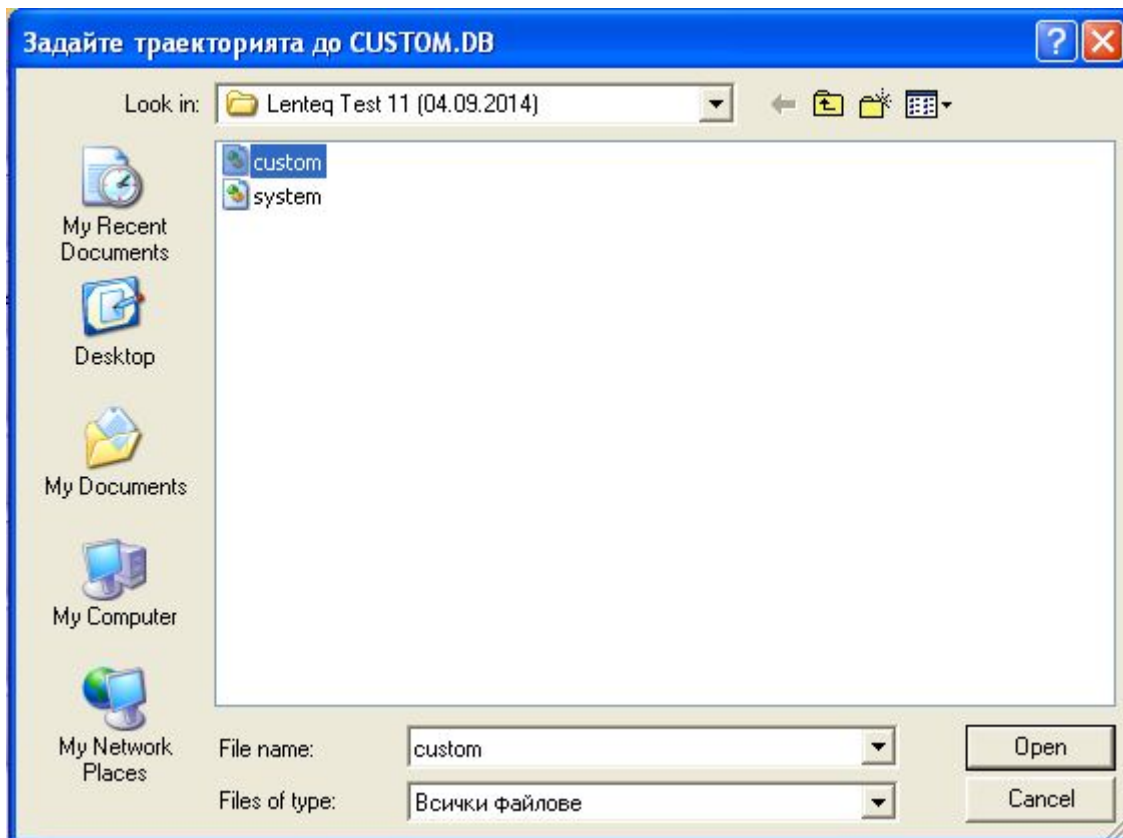 Задайте траекторията до CUSTOM.DB
Look in:
Lenteq Test 11 (04.09.2014)
custom
system
My Recent
Documents
Desktop
My Documents
My Computer
My Network
Places
File name:
custom
Open
Files of type:
Всички файлове
Cancel